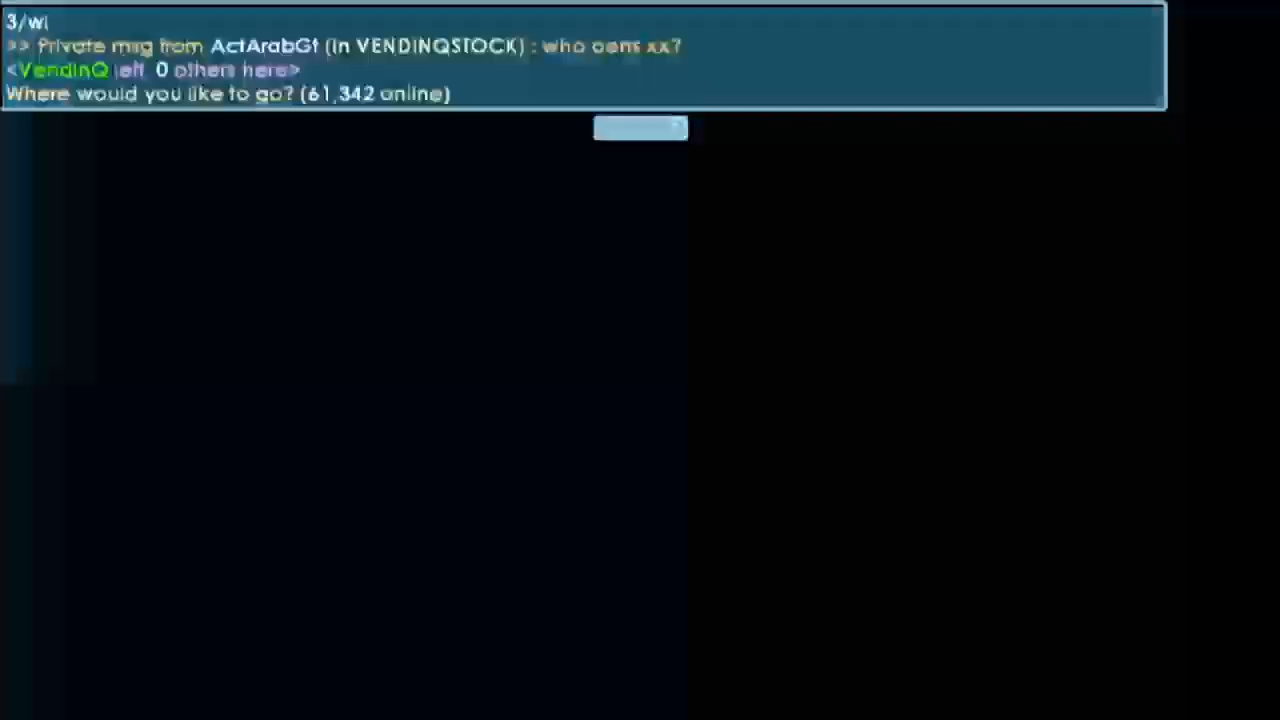 3/wl
>> Private msg from ActArabGt (in VENDINQSTOCK) : who oens xx?
<VendinQ left, 0 others here>
Where would you like to go? (61,342 online)